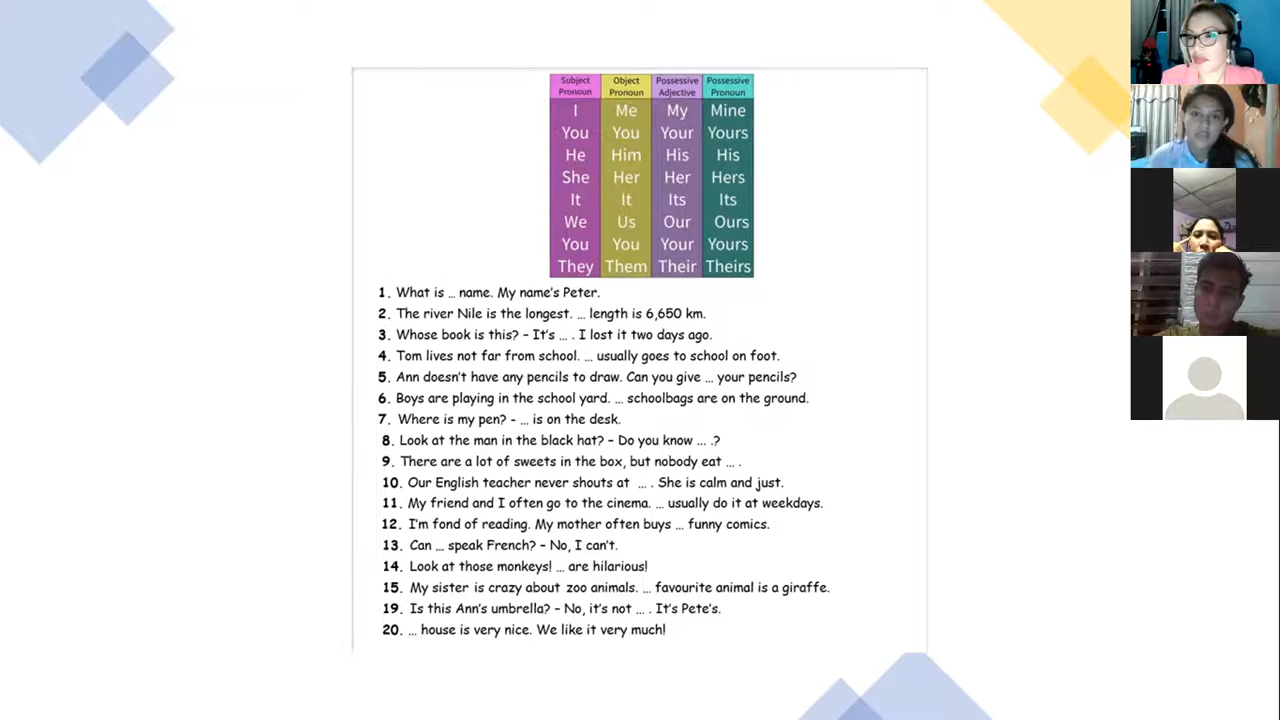 Subject Pronoun Object Pronoun Possessive Adjective Possessive Pronoun
I Me My Mine
You You Your Yours
He Him His His
She Her Her Hers
It It Its Its
We Us Our Ours
You You Your Yours
They Them Their Theirs
1. What is ... name. My name's Peter.
2. The river Nile is the longest. ... length is 6,650 km.
3. Whose book is this? – It's ... . I lost it two days ago.
4. Tom lives not far from school. ... usually goes to school on foot.
5. Ann doesn't have any pencils to draw. Can you give ... your pencils?
6. Boys are playing in the school yard. ... schoolbags are on the ground.
7. Where is my pen? - ... is on the desk.
8. Look at the man in the black hat? – Do you know ... .?
9. There are a lot of sweets in the box, but nobody eat ... .
10. Our English teacher never shouts at ... . She is calm and just.
11. My friend and I often go to the cinema. ... usually do it at weekdays.
12. I'm fond of reading. My mother often buys ... funny comics.
13. Can ... speak French? – No, I can't.
14. Look at those monkeys! ... are hilarious!
15. My sister is crazy about zoo animals. ... favourite animal is a giraffe.
19. Is this Ann's umbrella? – No, it's not ... . It's Pete's.
20. ... house is very nice. We like it very much!